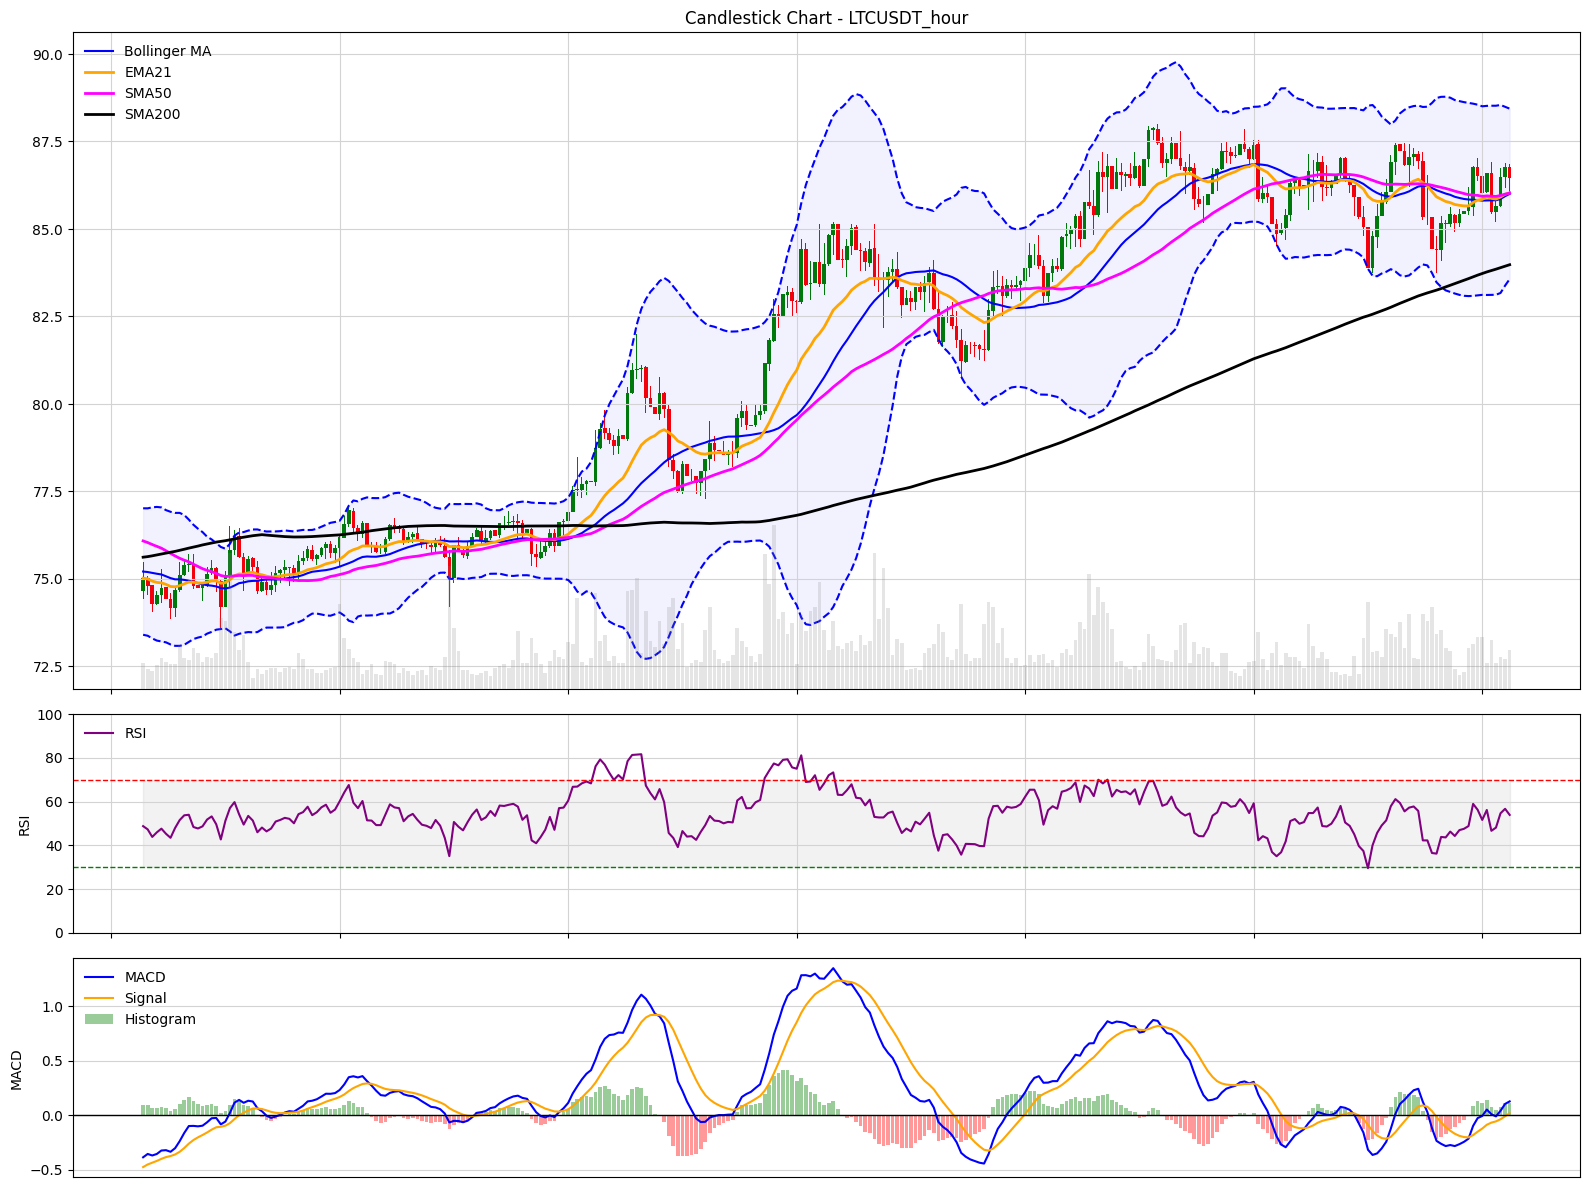 Candlestick Chart - LTCUSDT_hour
90.0
87.5
85.0
82.5
80.0
77.5
75.0
72.5
Bollinger MA
EMA21
SMA50
SMA200
100
80
60
40
20
0
RSI
RSI
1.0
0.5
0.0
−0.5
MACD
MACD
Signal
Histogram